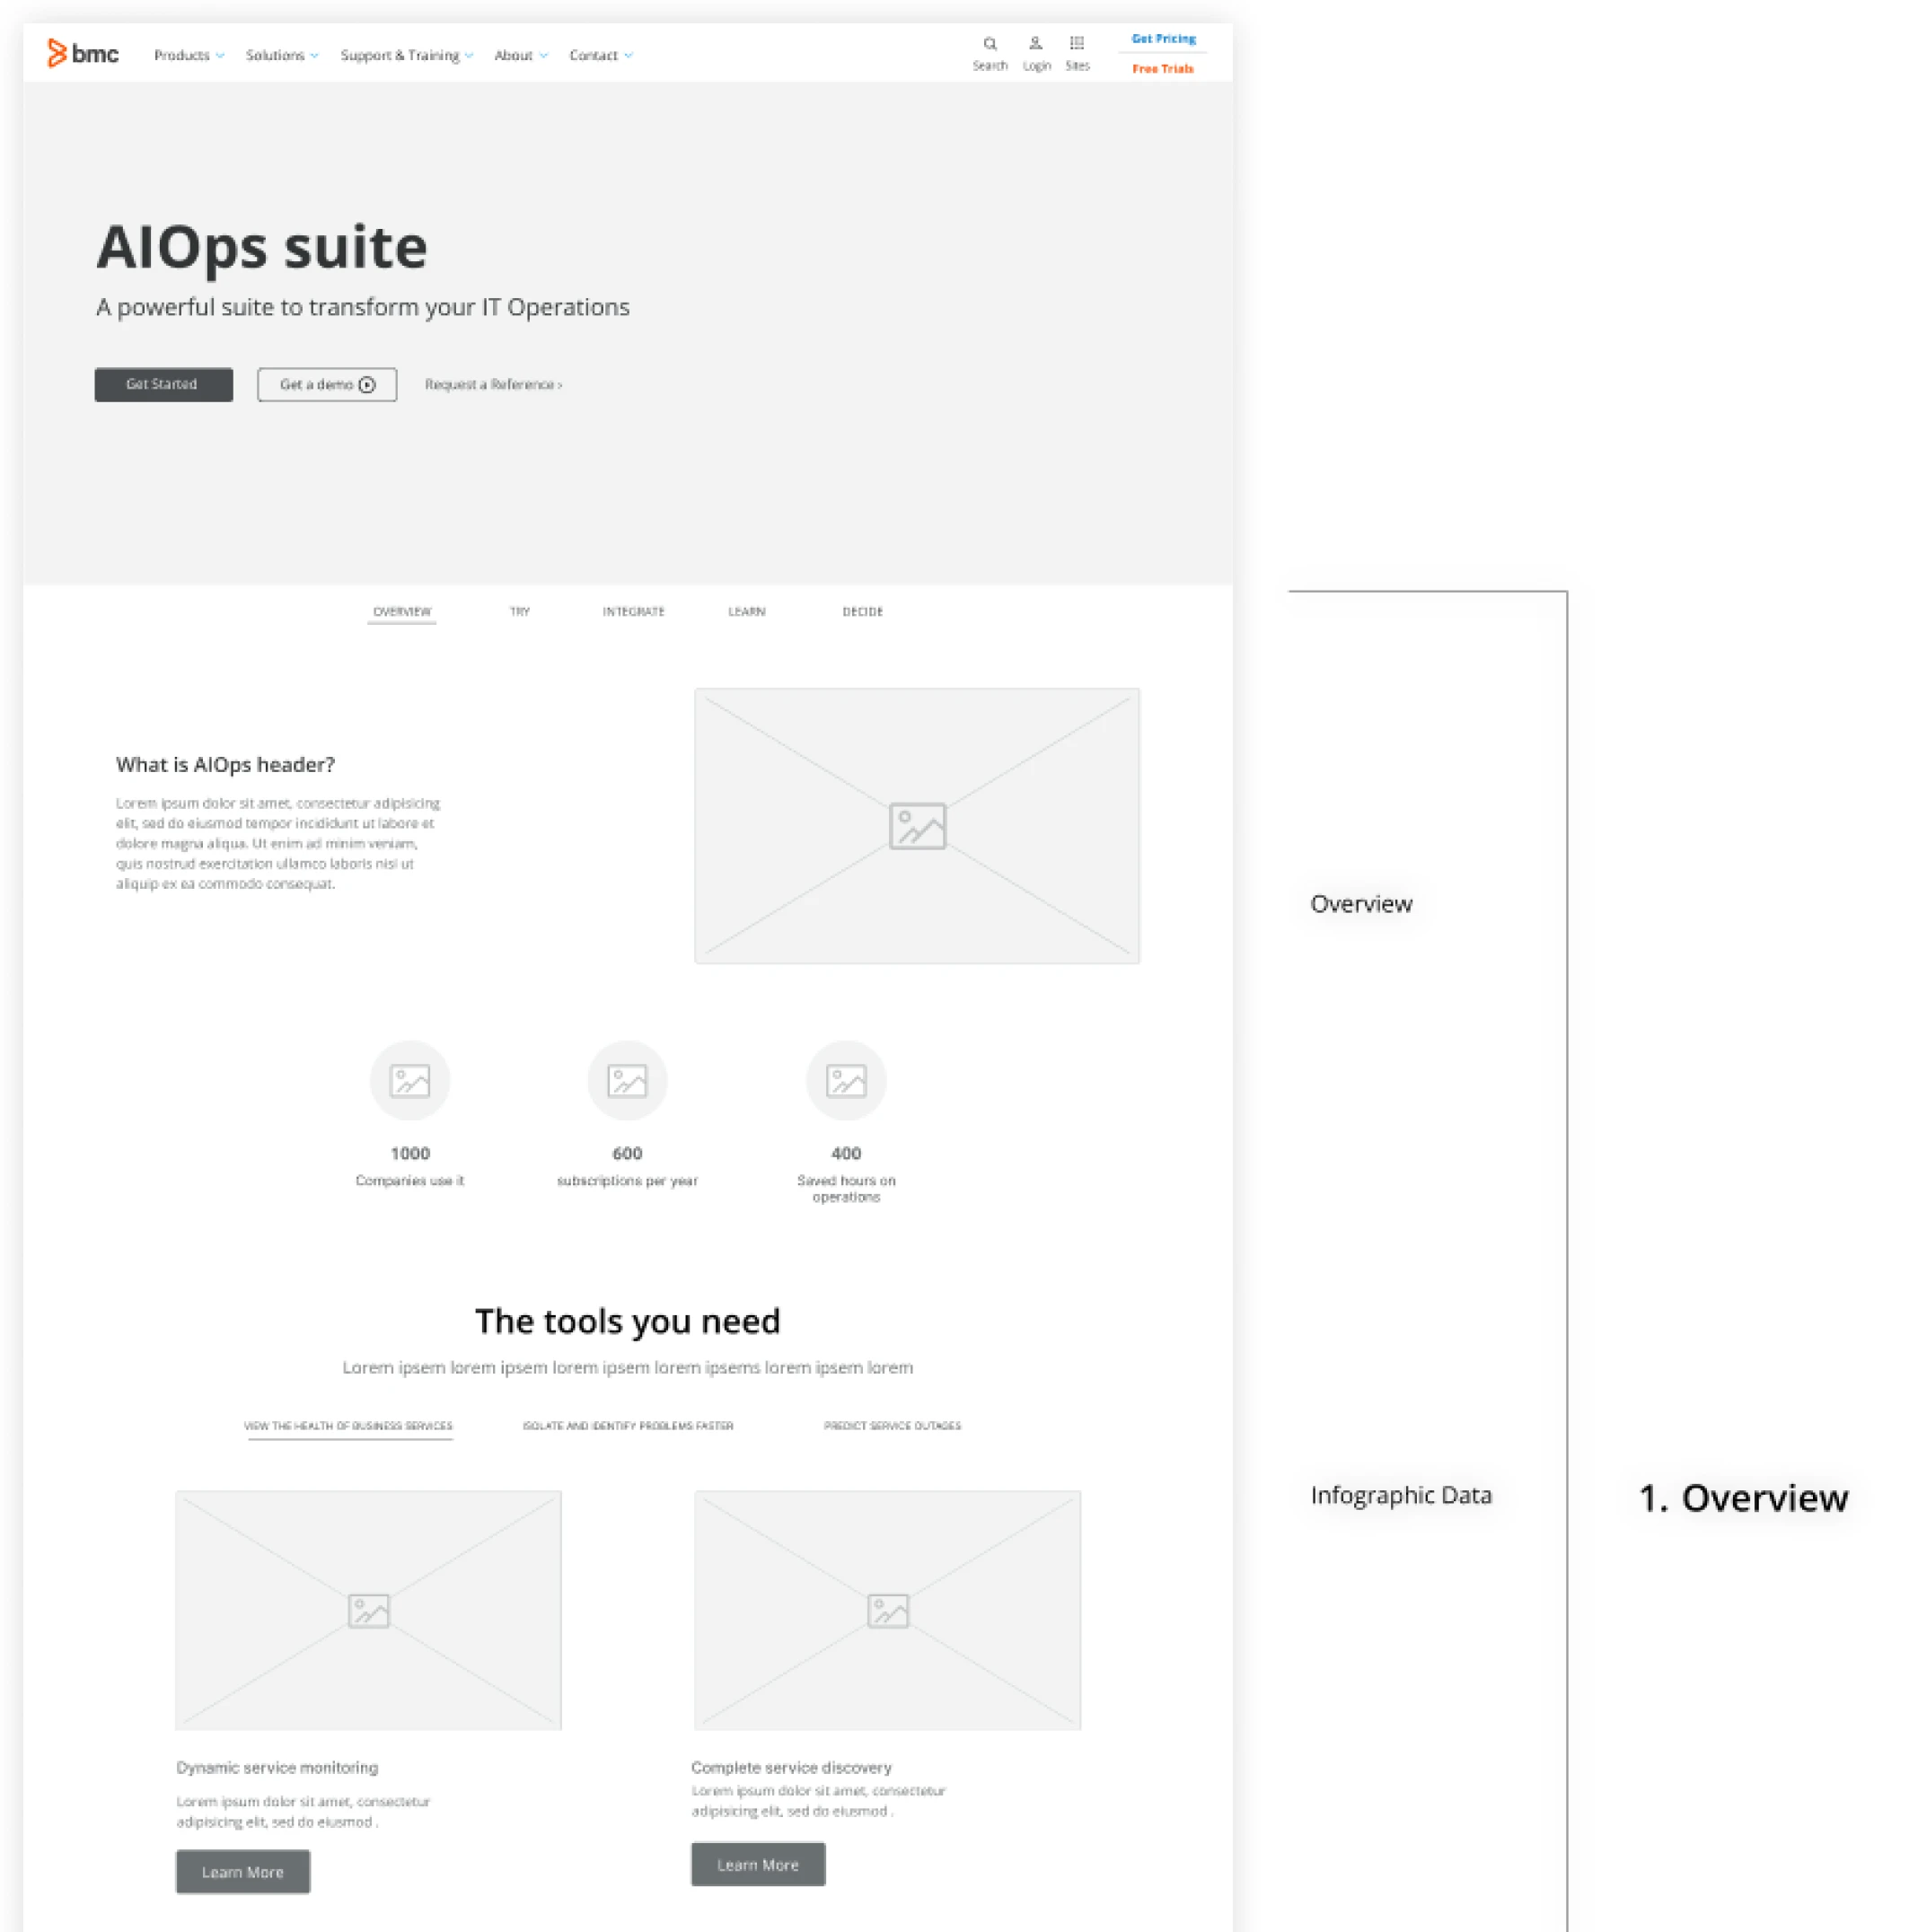 bmc
Products
Solutions
Support & Training
About
Contact
Search
Login
Sites
Get Pricing
Free Trials
AIOps suite
A powerful suite to transform your IT Operations
Get Started
Get a demo
Request a Reference ›
OVERVIEW
TRY
INTEGRATE
LEARN
DECIDE
What is AIOps header?
Lorem ipsum dolor sit amet, consectetur adipisicing
elit, sed do eiusmod tempor incididunt ut labore et
dolore magna aliqua. Ut enim ad minim veniam,
quis nostrud exercitation ullamco laboris nisi ut
aliquip ex ea commodo consequat.
Overview
1000
Companies use it
600
subscriptions per year
400
Saved hours on
operations
The tools you need
Lorem ipsem lorem ipsem lorem ipsem lorem ipsems lorem ipsem lorem
VIEW THE HEALTH OF BUSINESS SERVICES
ISOLATE AND IDENTIFY PROBLEMS FASTER
PREDICT SERVICE OUTAGES
Infographic Data
1. Overview
Dynamic service monitoring
Lorem ipsum dolor sit amet, consectetur
adipisicing elit, sed do eiusmod .
Learn More
Complete service discovery
Lorem ipsum dolor sit amet, consectetur
adipisicing elit, sed do eiusmod .
Learn More